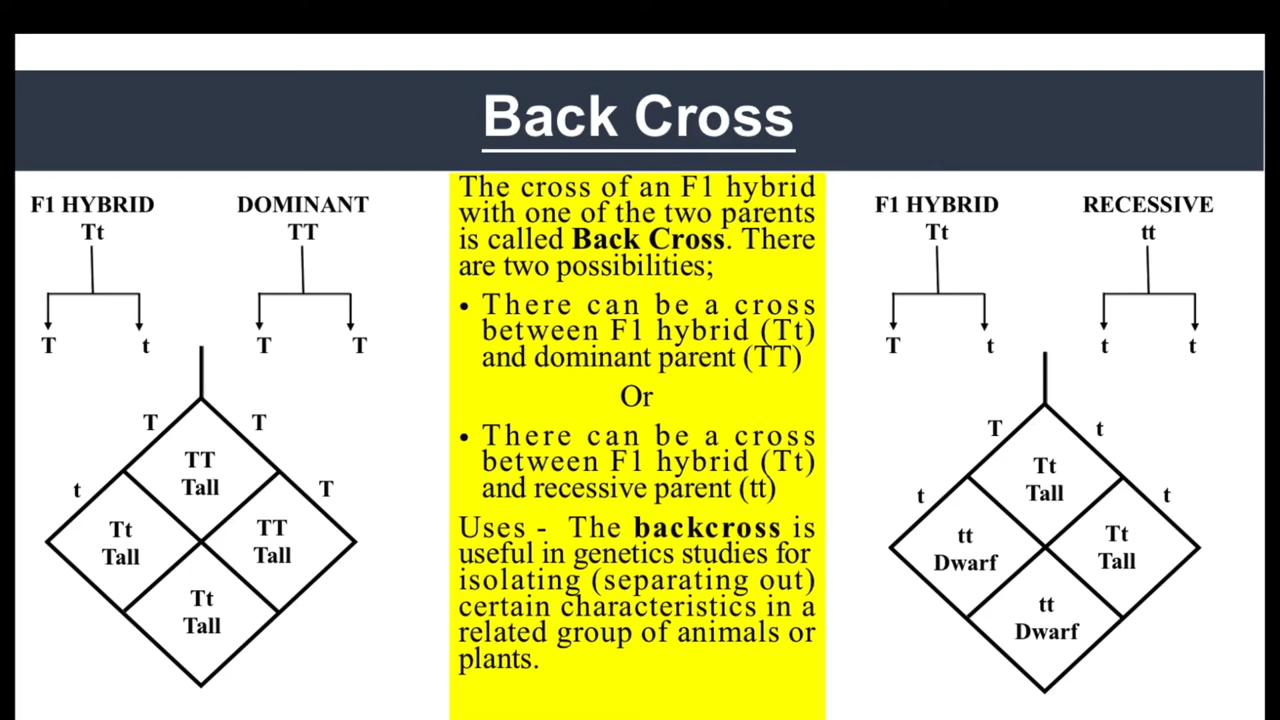 Back Cross
F1 HYBRID
Tt
DOMINANT
TT
T
t
T
T
T
T
t
T
TT
Tall
Tt
Tall
TT
Tall
Tt
Tall
The cross of an F1 hybrid
with one of the two parents
is called Back Cross. There
are two possibilities;
• There can be a cross
between F1 hybrid (Tt)
and dominant parent (TT)
Or
• There can be a cross
between F1 hybrid (Tt)
and recessive parent (tt)
Uses - The backcross is
useful in genetics studies for
isolating (separating out)
certain characteristics in a
related group of animals or
plants.
F1 HYBRID
Tt
RECESSIVE
tt
T
t
t
t
T
t
t
t
Tt
Tall
tt
Dwarf
Tt
Tall
tt
Dwarf